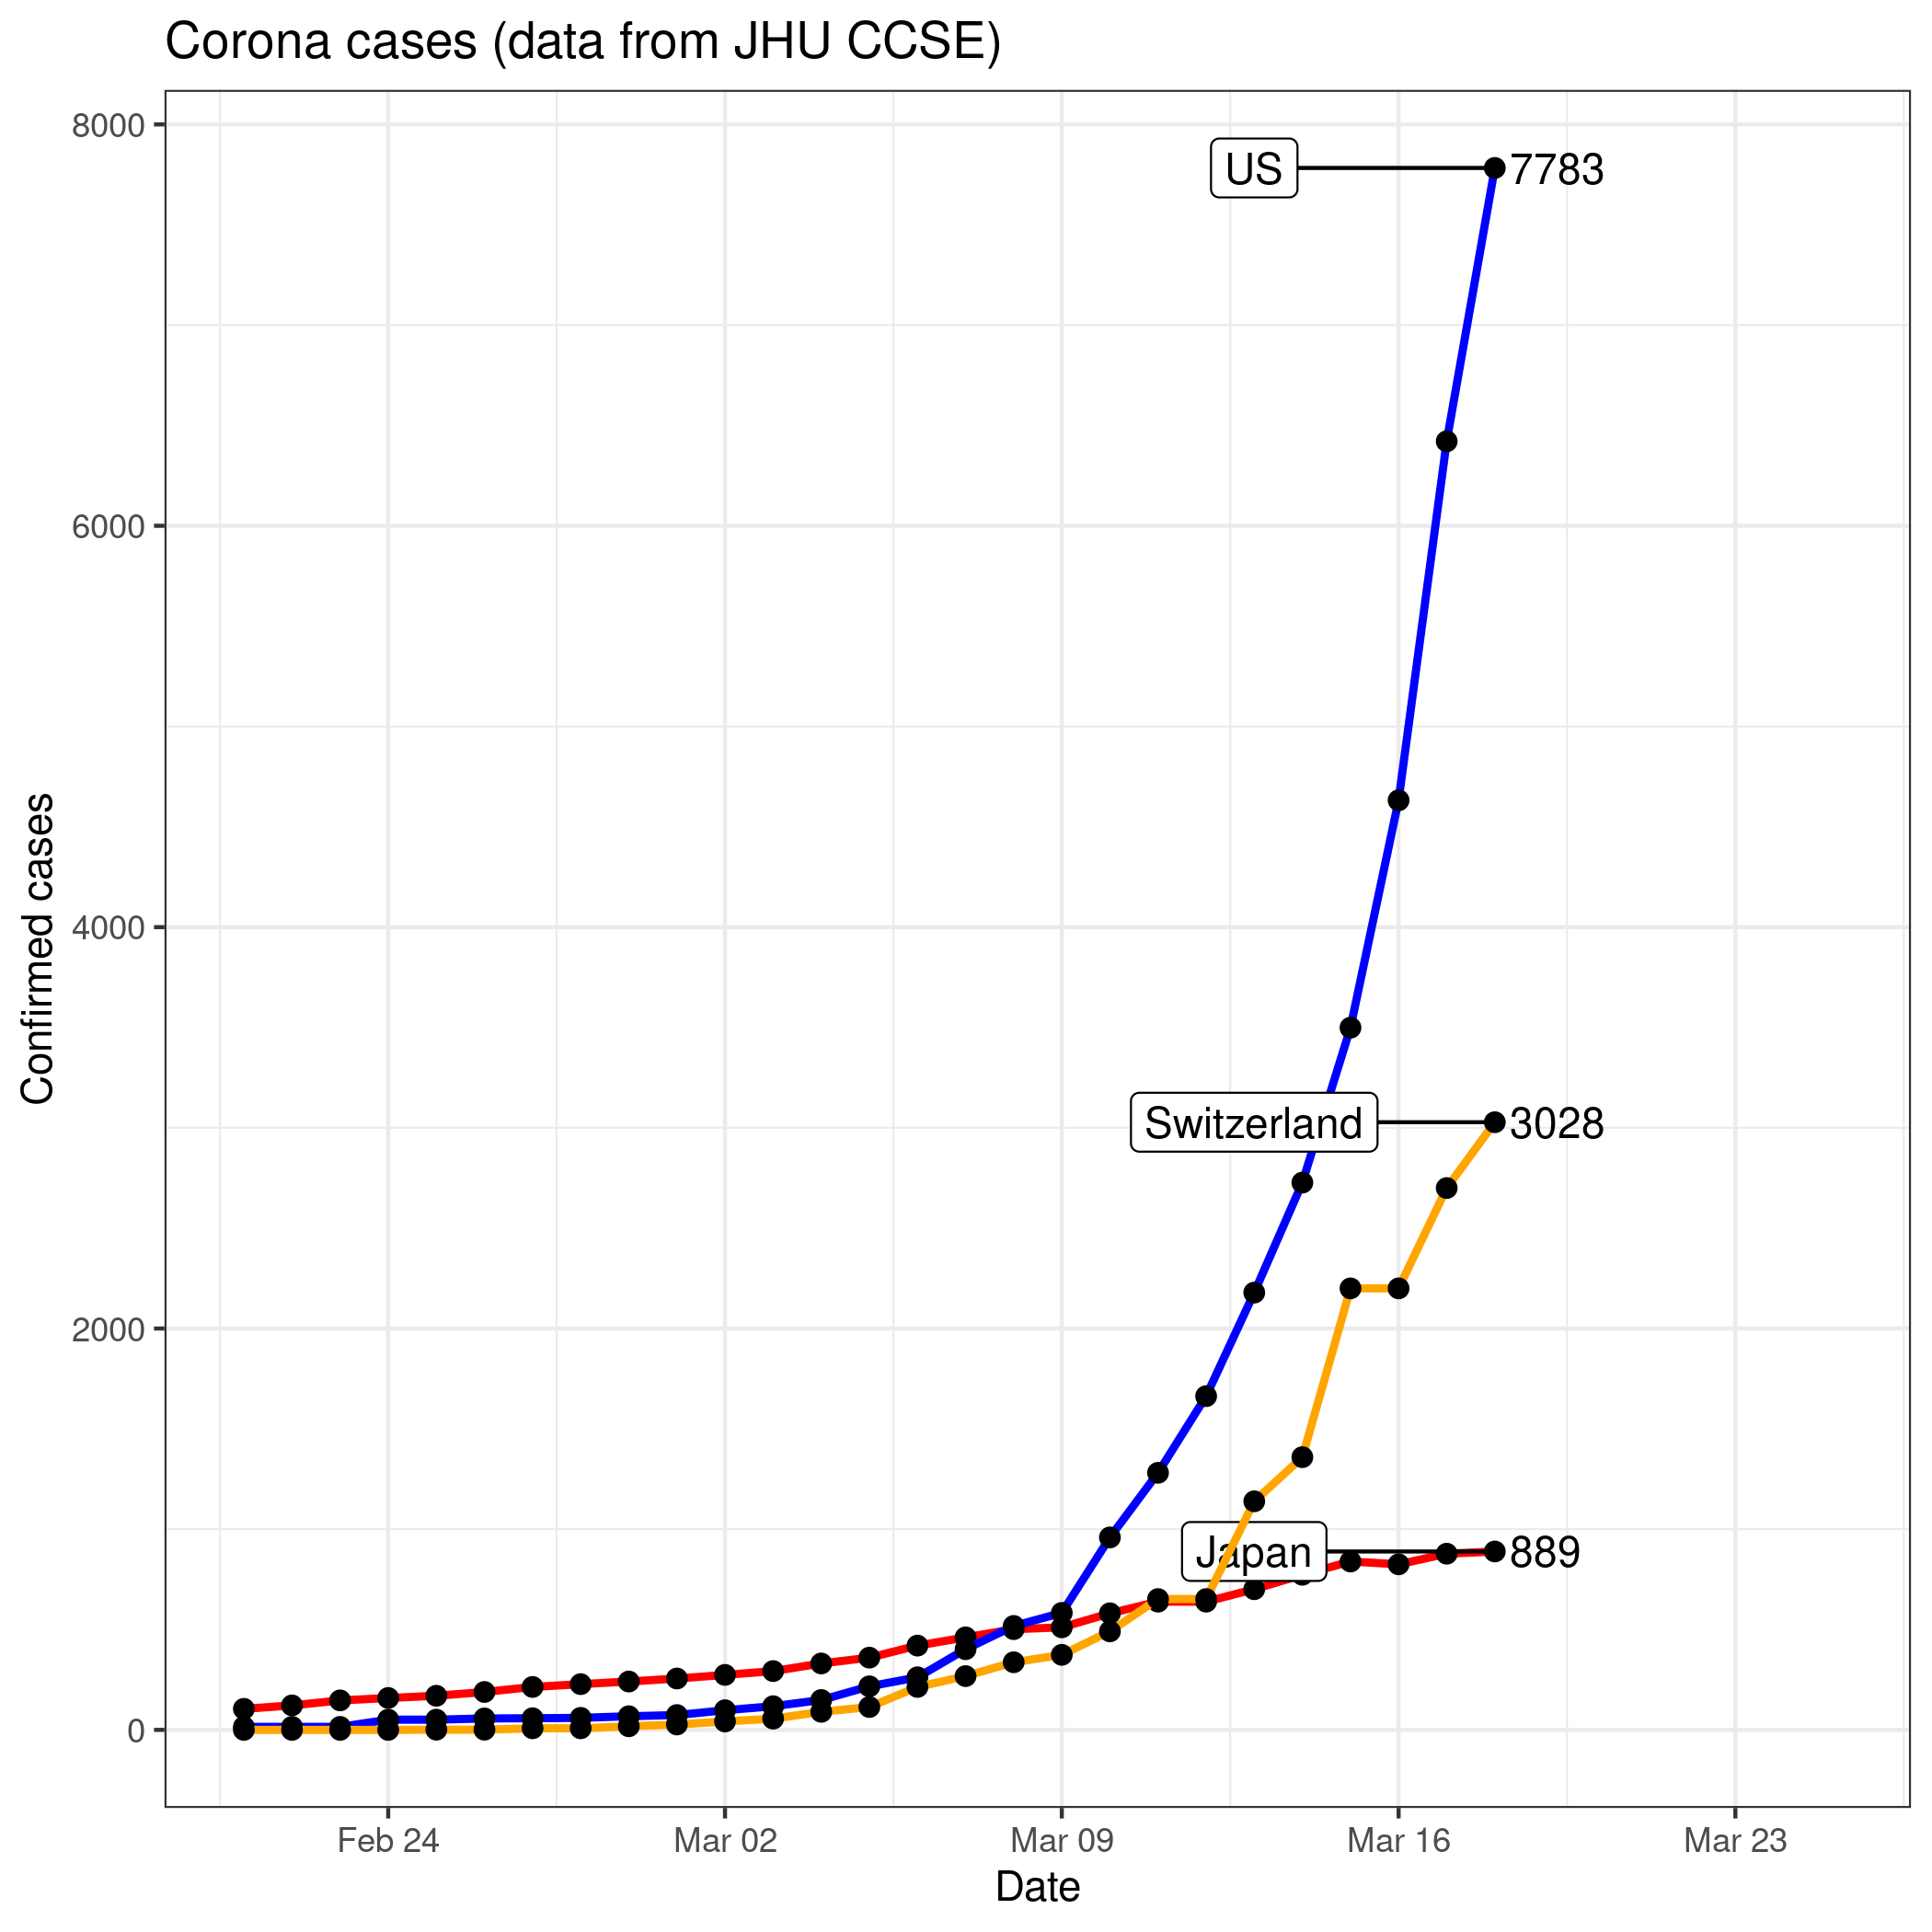 Corona cases (data from JHU CCSE)
8000
6000
4000
2000
0
Confirmed cases
US
7783
Switzerland
3028
Japan
889
Feb 24
Mar 02
Mar 09
Mar 16
Mar 23
Date